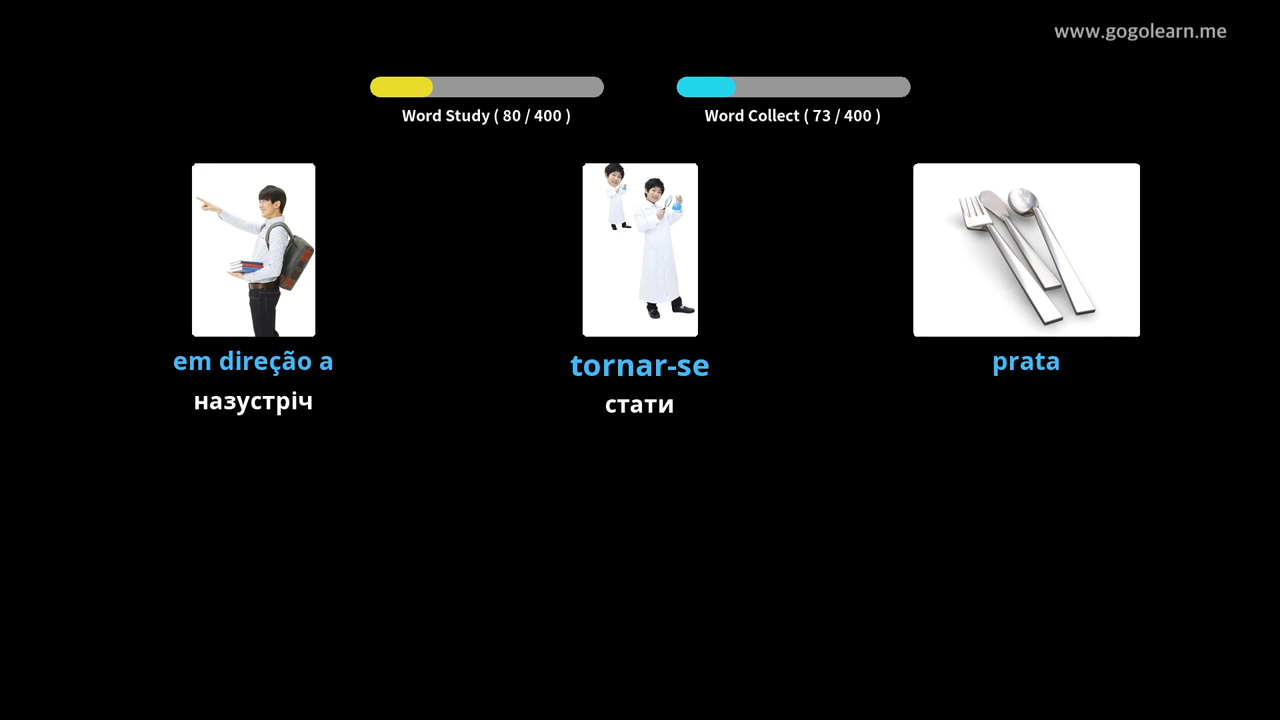 www.gogolearn.me
Word Study ( 80 / 400 )
Word Collect ( 73 / 400 )
em direção a
назустріч
tornar-se
стати
prata